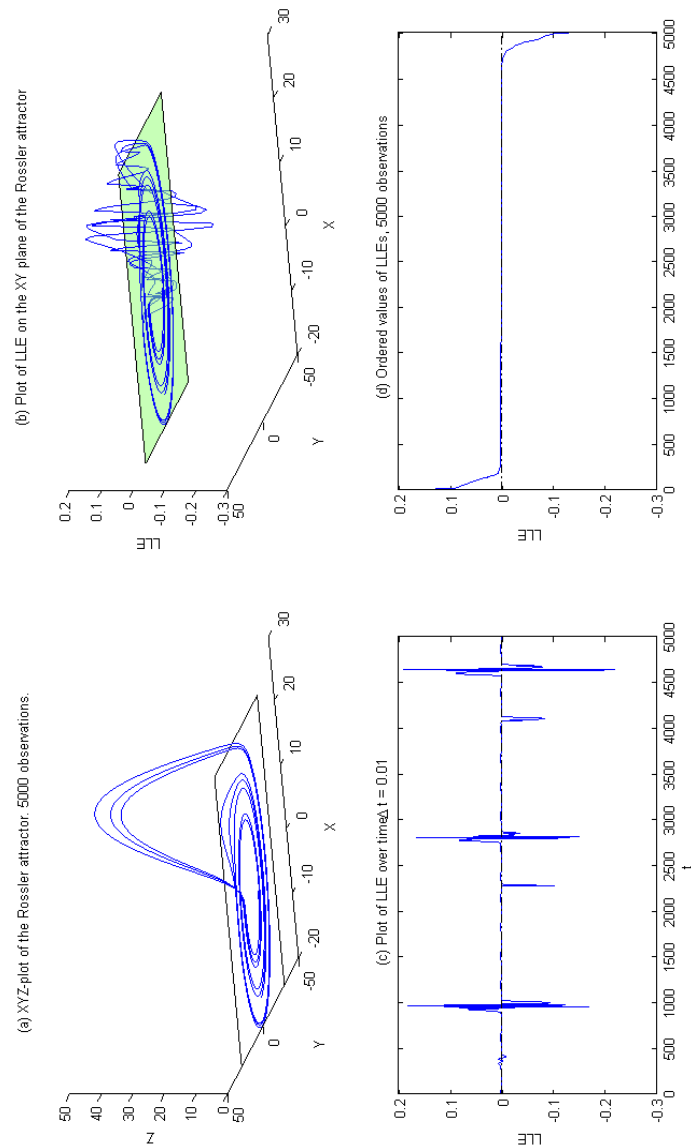 (a) XYZ-plot of the Rossler attractor. 5000 observations.
50
40
30
20
10
0
Z
50
0
-50
Y
-20
-10
0
10
20
30
X
(b) Plot of LLE on the XY plane of the Rossler attractor
0.2
0.1
0
-0.1
-0.2
-0.3
LLE
50
0
-50
Y
-20
-10
0
10
20
30
X
(c) Plot of LLE over timeΔ t = 0.01
0.2
0.1
0
-0.1
-0.2
-0.3
LLE
0 500 1000 1500 2000 2500 3000 3500 4000 4500 5000
t
(d) Ordered values of LLEs, 5000 observations
0.2
0.1
0
-0.1
-0.2
-0.3
LLE
0 500 1000 1500 2000 2500 3000 3500 4000 4500 5000